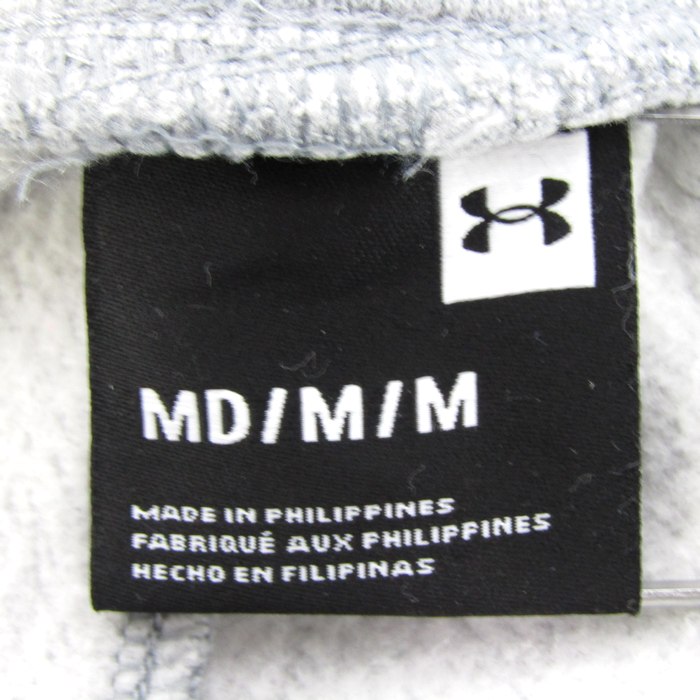 MD/M/M
MADE IN PHILIPPINES
FABRIQUÉ AUX PHILIPPINES
HECHO EN FILIPINAS